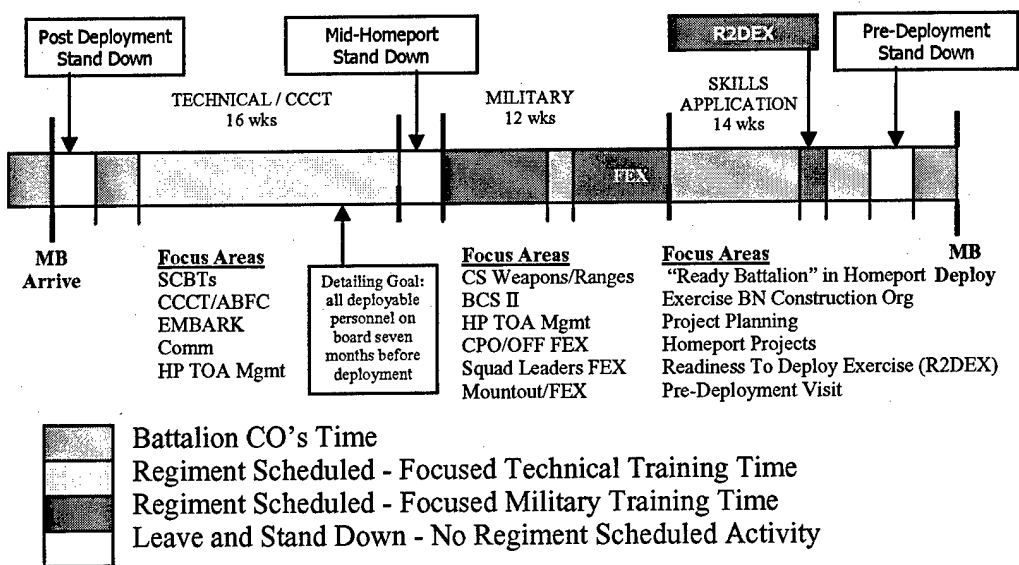 Post Deployment
Stand Down
Mid-Homeport
Stand Down
R2DEX
Pre-Deployment
Stand Down
TECHNICAL / CCCT
16 wks
MILITARY
12 wks
SKILLS
APPLICATION
14 wks
FEX
MB
Arrive
Focus Areas
SCBTs
CCCT/ABFC
EMBARK
Comm
HP TOA Mgmt
Detailing Goal:
all deployable
personnel on
board seven
months before
deployment
Focus Areas
CS Weapons/Ranges
BCS II
HP TOA Mgmt
CPO/OFF FEX
Squad Leaders FEX
Mountout/FEX
Focus Areas
"Ready Battalion" in Homeport
Exercise BN Construction Org
Project Planning
Homeport Projects
Readiness To Deploy Exercise (R2DEX)
Pre-Deployment Visit
MB
Deploy
Battalion CO's Time
Regiment Scheduled - Focused Technical Training Time
Regiment Scheduled - Focused Military Training Time
Leave and Stand Down - No Regiment Scheduled Activity